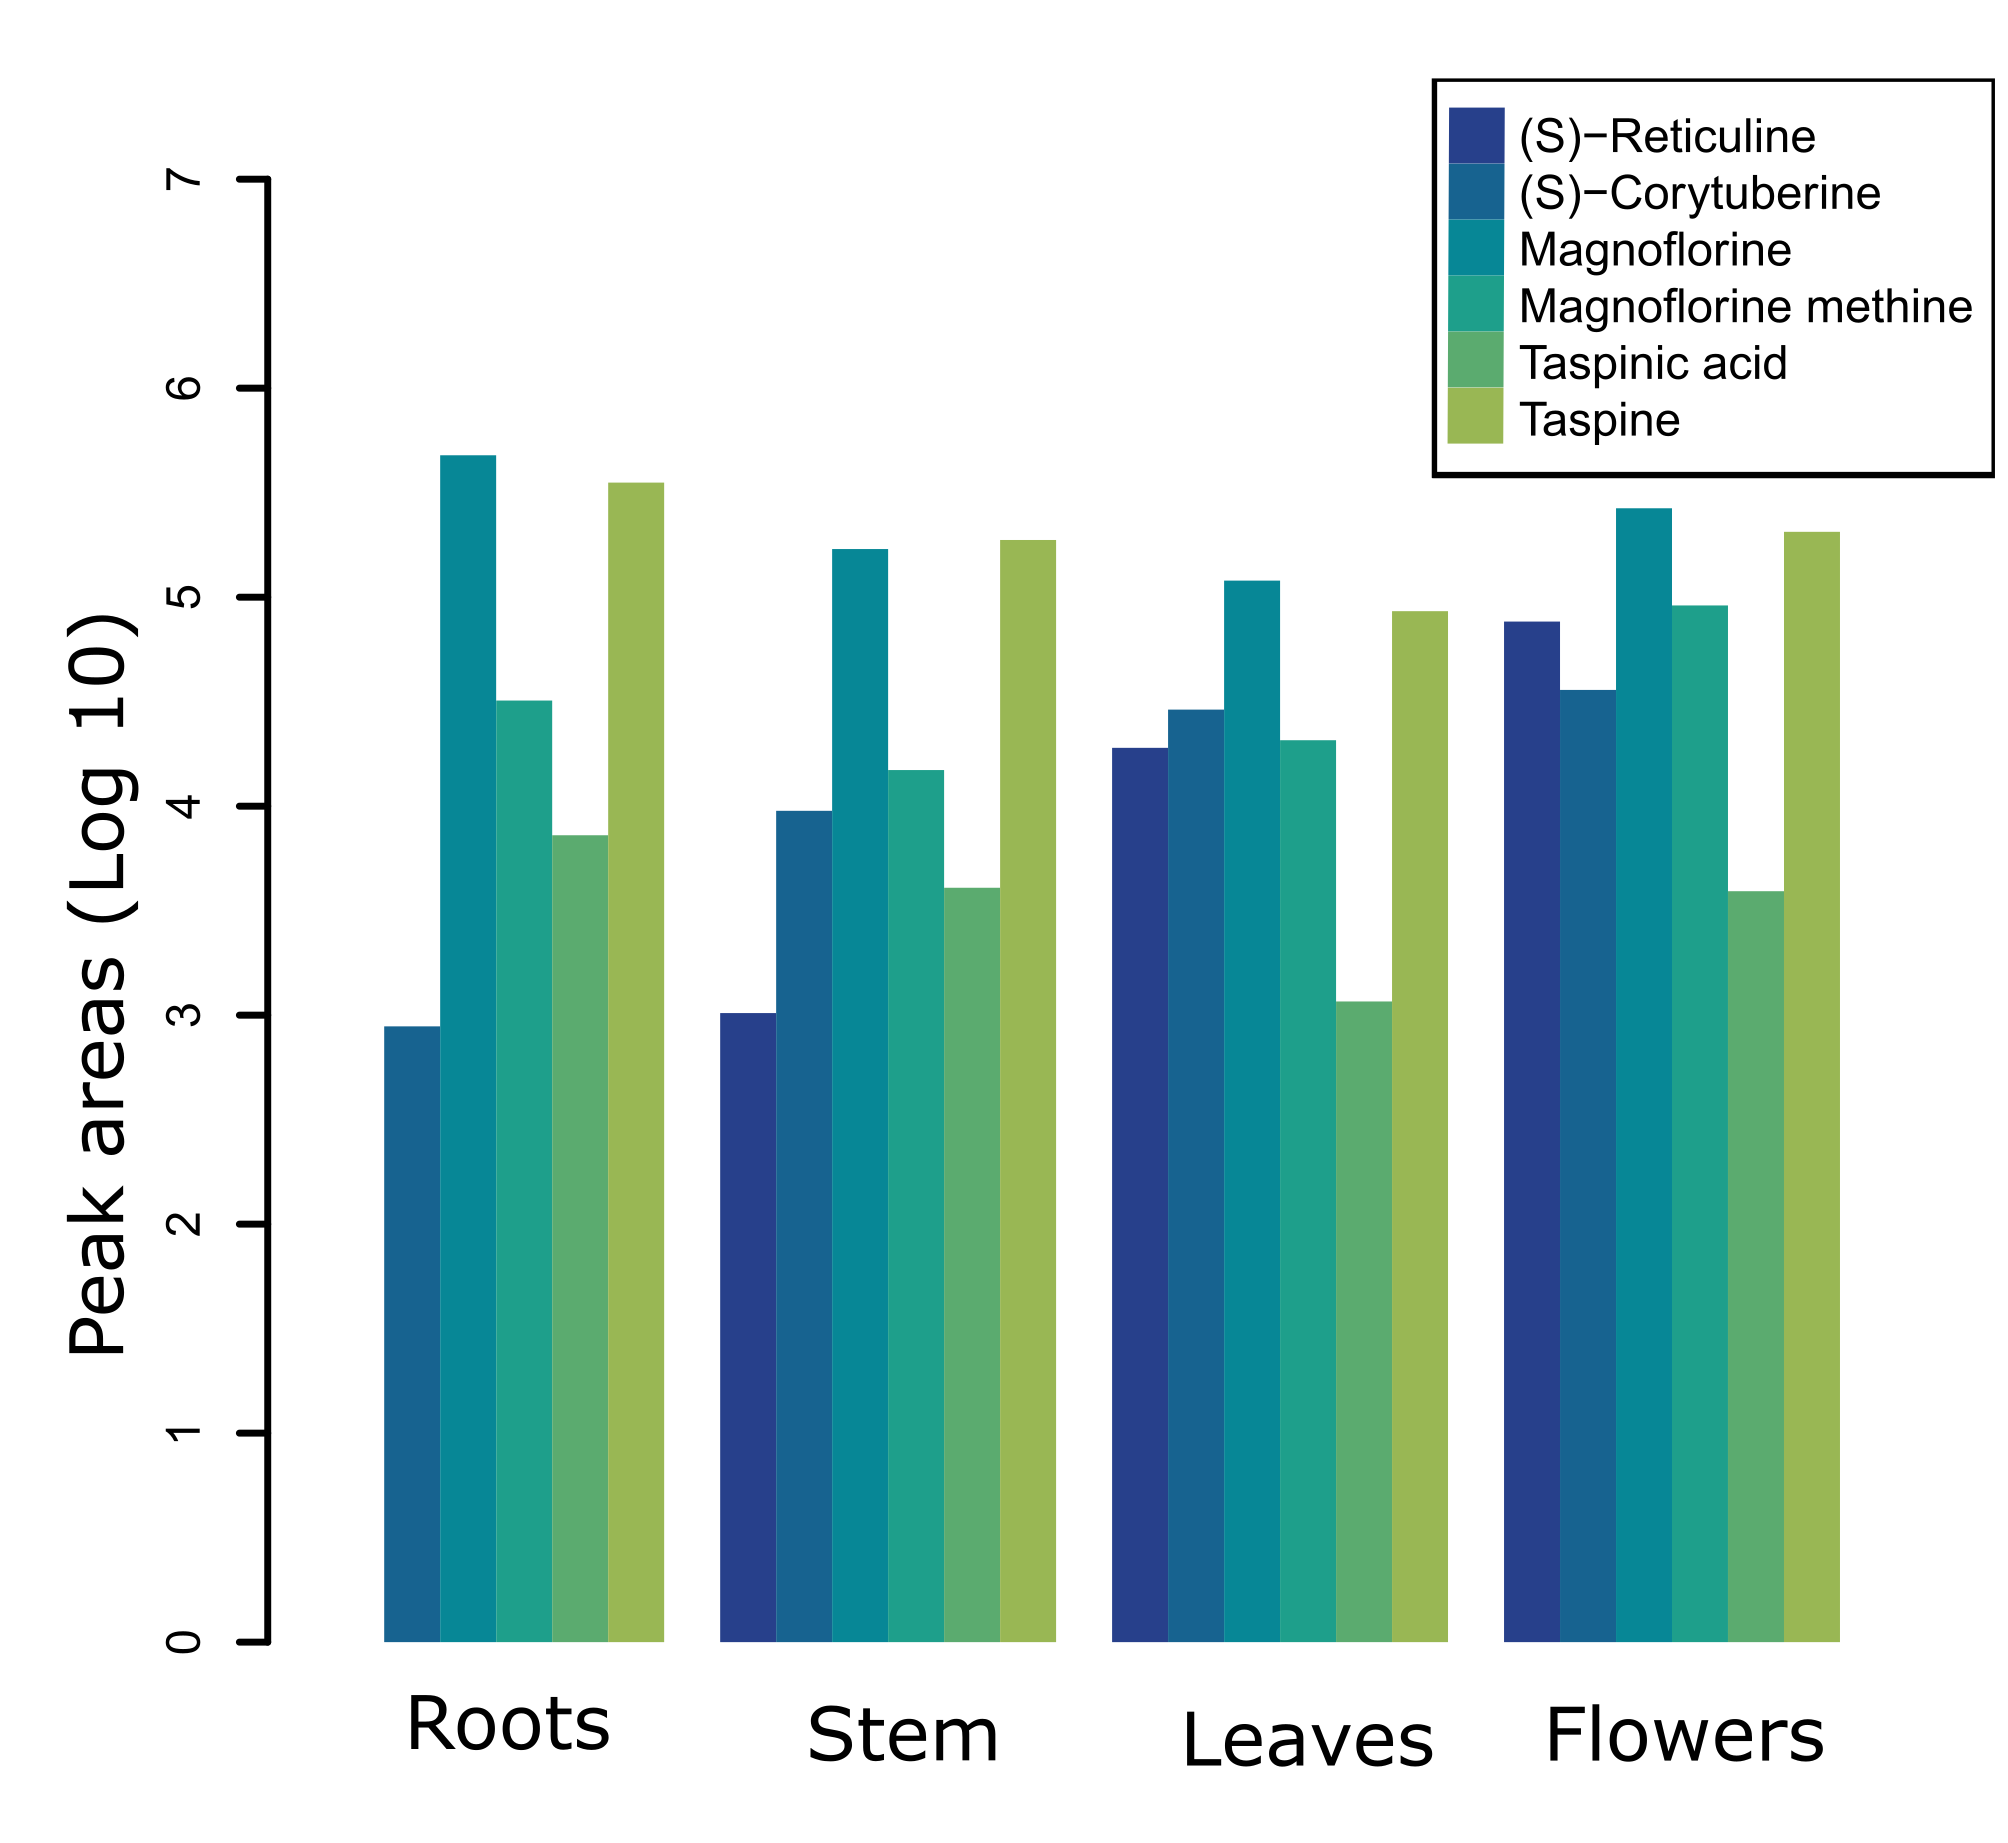 (S)−Reticuline
(S)−Corytuberine
Magnoflorine
Magnoflorine methine
Taspinic acid
Taspine
Peak areas (Log 10)
7
6
5
4
3
2
1
0
Roots
Stem
Leaves
Flowers